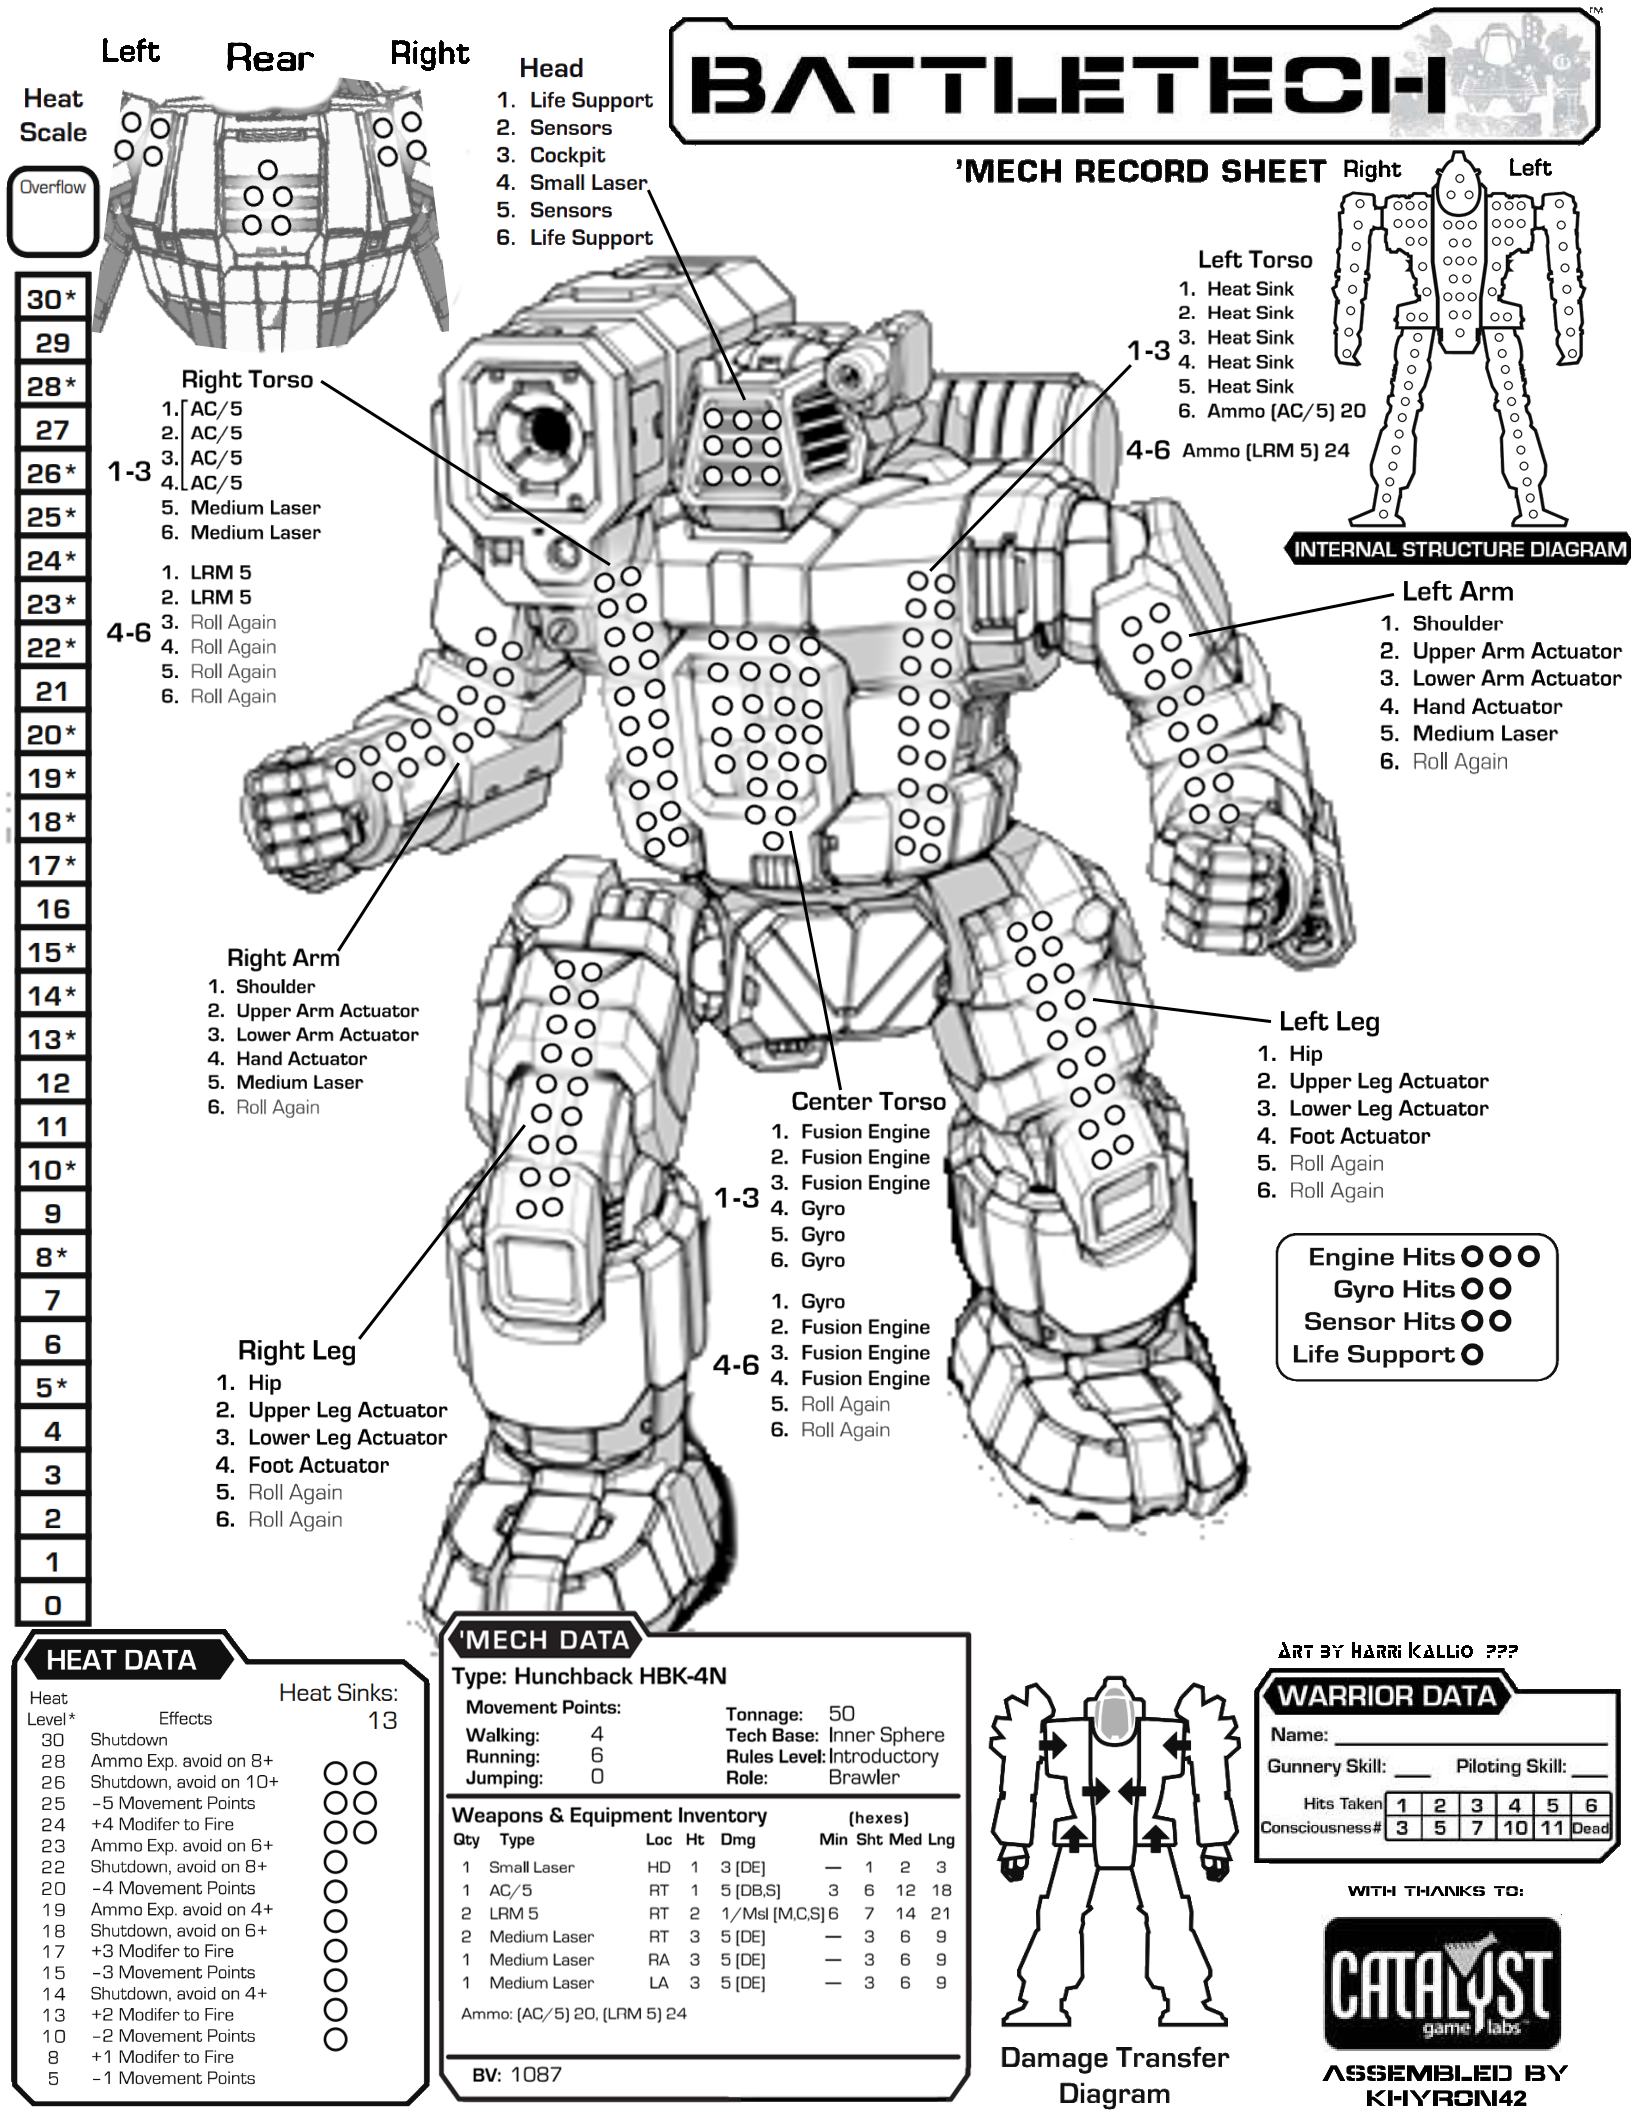 Left Rear Right
Heat
Scale
Overflow
30*
29
28*
27
26*
25*
24*
23*
22*
21
20*
19*
18*
17*
16
15*
14*
13*
12
11
10*
9
8*
7
6
5*
4
3
2
1
0
Head
1. Life Support
2. Sensors
3. Cockpit
4. Small Laser
5. Sensors
6. Life Support
BATTLETECH
TM
'MECH RECORD SHEET
Right Left
INTERNAL STRUCTURE DIAGRAM
Right Torso
1-3
1. AC/5
2. AC/5
3. AC/5
4. AC/5
5. Medium Laser
6. Medium Laser
4-6
1. LRM 5
2. LRM 5
3. Roll Again
4. Roll Again
5. Roll Again
6. Roll Again
Left Torso
1-3
1. Heat Sink
2. Heat Sink
3. Heat Sink
4. Heat Sink
5. Heat Sink
6. Ammo (AC/5) 20
4-6 Ammo (LRM 5) 24
Left Arm
1. Shoulder
2. Upper Arm Actuator
3. Lower Arm Actuator
4. Hand Actuator
5. Medium Laser
6. Roll Again
Right Arm
1. Shoulder
2. Upper Arm Actuator
3. Lower Arm Actuator
4. Hand Actuator
5. Medium Laser
6. Roll Again
Left Leg
1. Hip
2. Upper Leg Actuator
3. Lower Leg Actuator
4. Foot Actuator
5. Roll Again
6. Roll Again
Center Torso
1-3
1. Fusion Engine
2. Fusion Engine
3. Fusion Engine
4. Gyro
5. Gyro
6. Gyro
4-6
1. Gyro
2. Fusion Engine
3. Fusion Engine
4. Fusion Engine
5. Roll Again
6. Roll Again
Engine Hits
Gyro Hits
Sensor Hits
Life Support
Right Leg
1. Hip
2. Upper Leg Actuator
3. Lower Leg Actuator
4. Foot Actuator
5. Roll Again
6. Roll Again
HEAT DATA
Heat Sinks:
13
Heat
Level* Effects
30 Shutdown
28 Ammo Exp. avoid on 8+
26 Shutdown, avoid on 10+
25 -5 Movement Points
24 +4 Modifer to Fire
23 Ammo Exp. avoid on 6+
22 Shutdown, avoid on 8+
20 -4 Movement Points
19 Ammo Exp. avoid on 4+
18 Shutdown, avoid on 6+
17 +3 Modifer to Fire
15 -3 Movement Points
14 Shutdown, avoid on 4+
13 +2 Modifer to Fire
10 -2 Movement Points
8 +1 Modifer to Fire
5 -1 Movement Points
'MECH DATA
Type: Hunchback HBK-4N
Movement Points:
Walking: 4
Running: 6
Jumping: 0
Tonnage: 50
Tech Base: Inner Sphere
Rules Level: Introductory
Role: Brawler
Weapons & Equipment Inventory (hexes)
Qty Type Loc Ht Dmg Min Sht Med Lng
1 Small Laser HD 1 3 [DE] — 1 2 3
1 AC/5 RT 1 5 [DB,S] 3 6 12 18
2 LRM 5 RT 2 1/Msl [M,C,S] 6 7 14 21
2 Medium Laser RT 3 5 [DE] — 3 6 9
1 Medium Laser RA 3 5 [DE] — 3 6 9
1 Medium Laser LA 3 5 [DE] — 3 6 9
Ammo: (AC/5) 20, (LRM 5) 24
BV: 1087
Damage Transfer
Diagram
ART BY HARRI KALLIO ???
WARRIOR DATA
Name:
Gunnery Skill: Piloting Skill:
Hits Taken 1 2 3 4 5 6
Consciousness# 3 5 7 10 11 Dead
WITH THANKS TO:
CATALYST
game labs
ASSEMBLED BY
KHYRON42